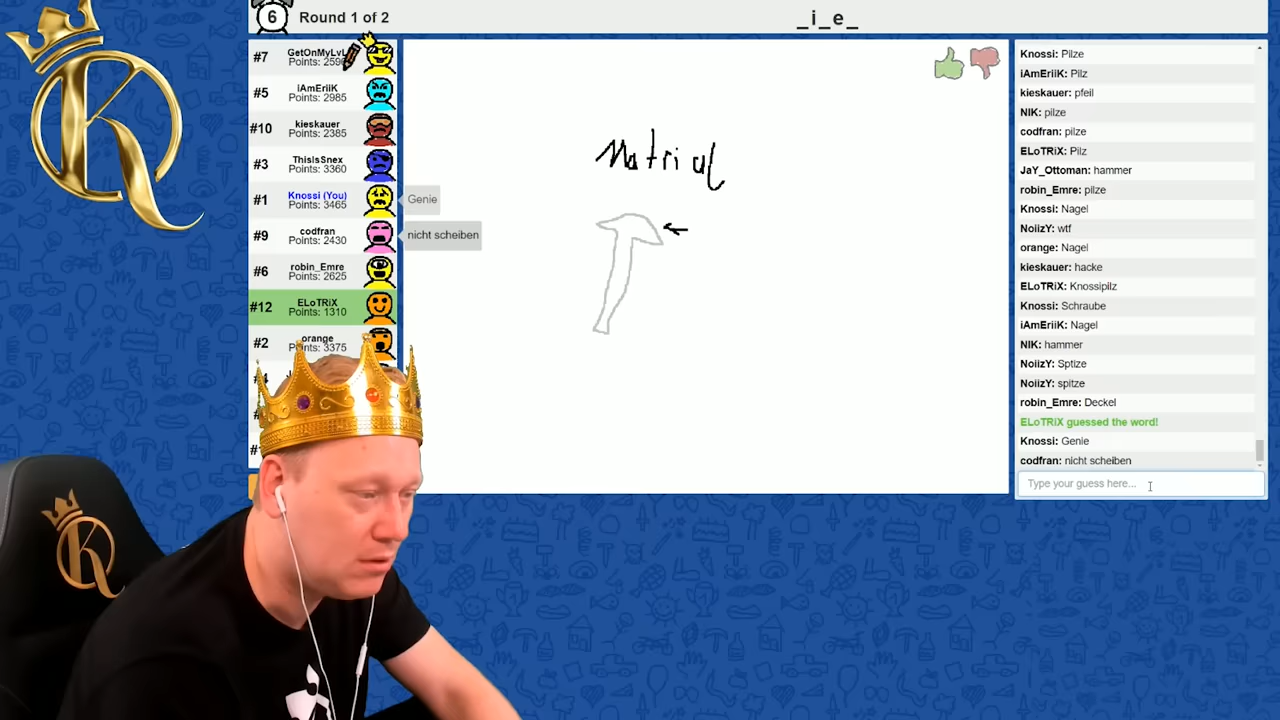 6 Round 1 of 2 _i_e_
#7 GetOnMyLvL
Points: 2596
#5 iAmEriiK
Points: 2985
#10 kieskauer
Points: 2385
#3 ThisIsSnex
Points: 3360
#1 Knossi (You)
Points: 3465
Genie
#9 codfran
Points: 2430
nicht scheiben
#6 robin_Emre
Points: 2625
#12 ELoTRiX
Points: 1310
#2 orange
Points: 3375
Matrial
Knossi: Pilze
iAmEriiK: Pilz
kieskauer: pfeil
NIK: pilze
codfran: pilze
ELoTRiX: Pilz
JaY_Ottoman: hammer
robin_Emre: pilze
Knossi: Nagel
NoiizY: wtf
orange: Nagel
kieskauer: hacke
ELoTRiX: Knossipilz
Knossi: Schraube
iAmEriiK: Nagel
NIK: hammer
NoiizY: Sptize
NoiizY: spitze
robin_Emre: Deckel
ELoTRiX guessed the word!
Knossi: Genie
codfran: nicht scheiben
Type your guess here...
K
K